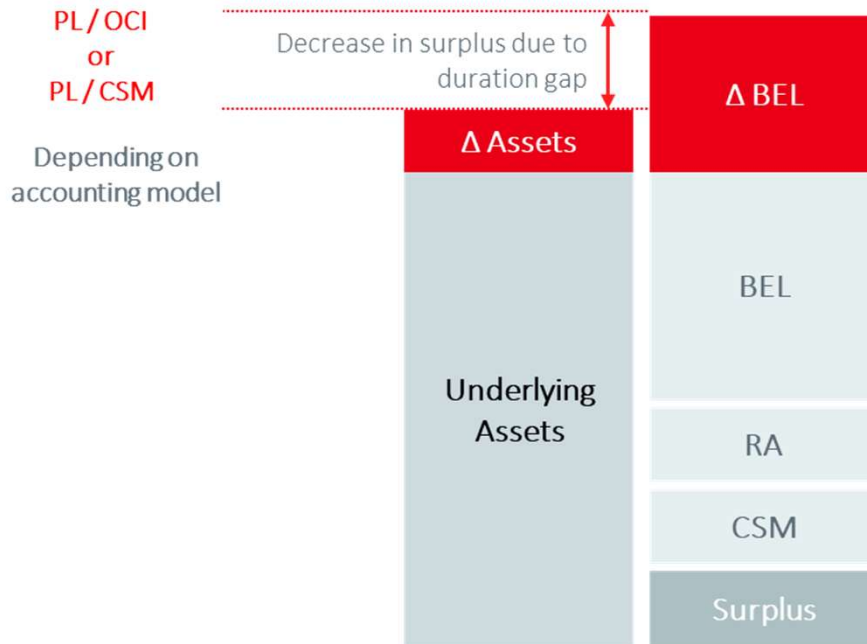 PL / OCI
or
PL / CSM
Depending on
accounting model
Decrease in surplus due to
duration gap
Δ Assets
Underlying
Assets
Δ BEL
BEL
RA
CSM
Surplus